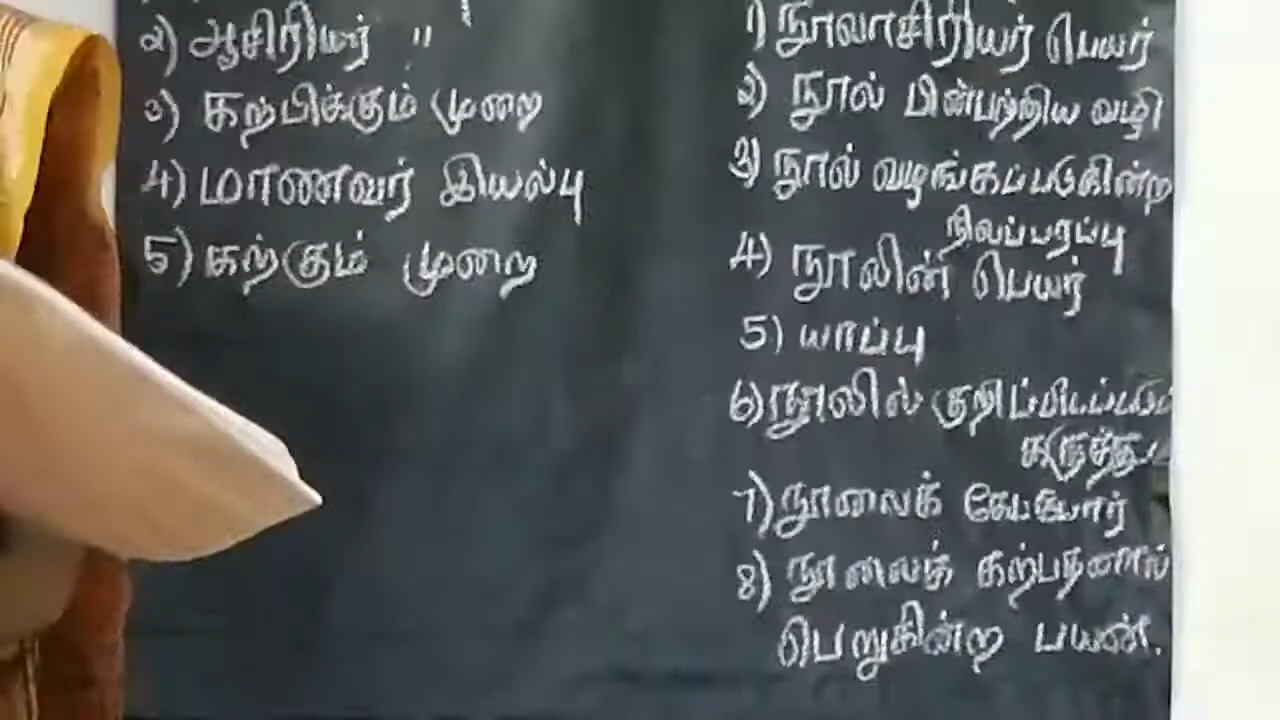 2) ஆசிரியர் "
3) கற்பிக்கும் முறை
4) மாணவர் இயல்பு
5) கற்கும் முறை
1) நூலாசிரியர் பெயர்
2) நூல் பின்பற்றிய வழி
3) நூல் வழங்கப்படுகின்ற
நிலப்பரப்பு
4) நூலின் பெயர்
5) யாப்பு
6) நூலில் குறிப்பிடப்படும்
கருத்து
7) நூலைக் கேட்போர்
8) நூலைக் கற்பதனால்
பெறுகின்ற பயன்.